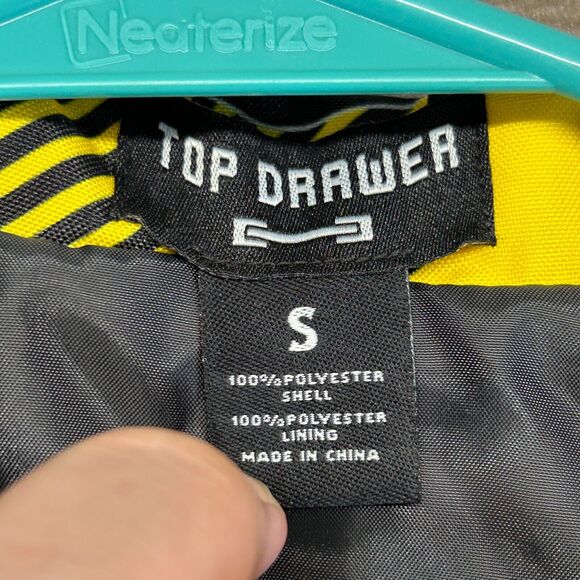 Neaterize
TOP DRAWER
S
100% POLYESTER
SHELL
100% POLYESTER
LINING
MADE IN CHINA